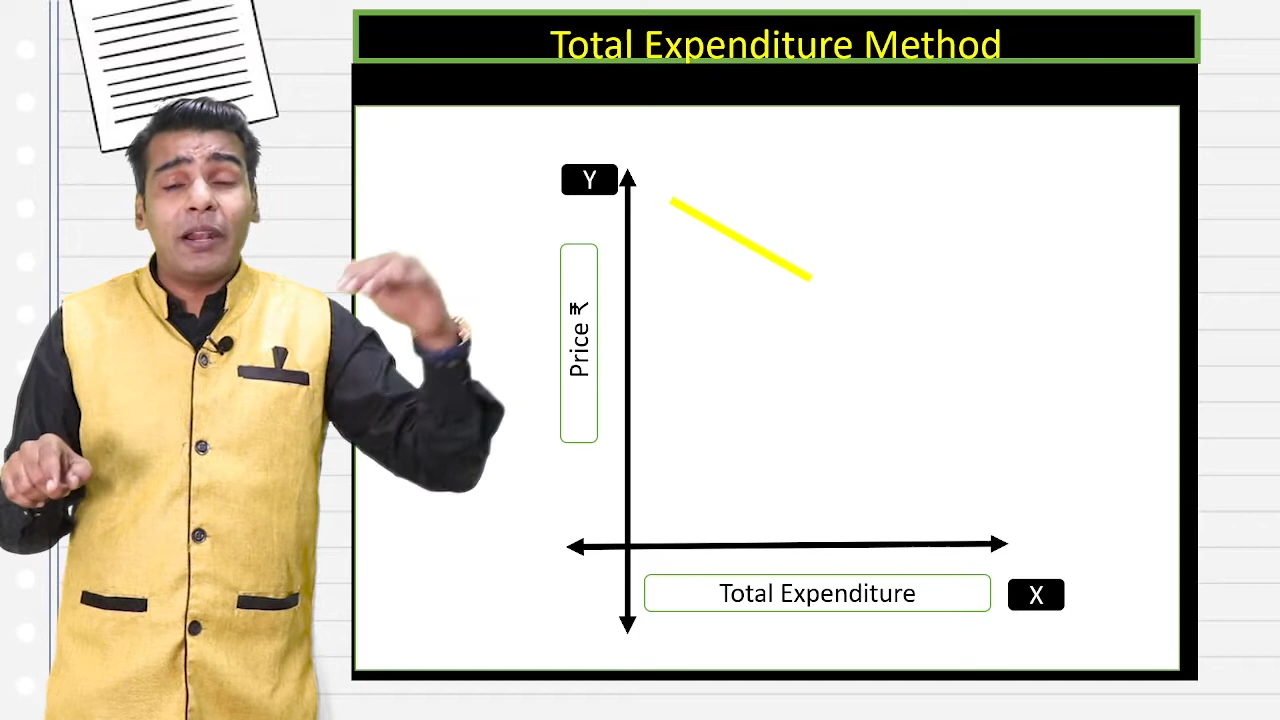 Total Expenditure Method
Y
Price ₹
Total Expenditure
X